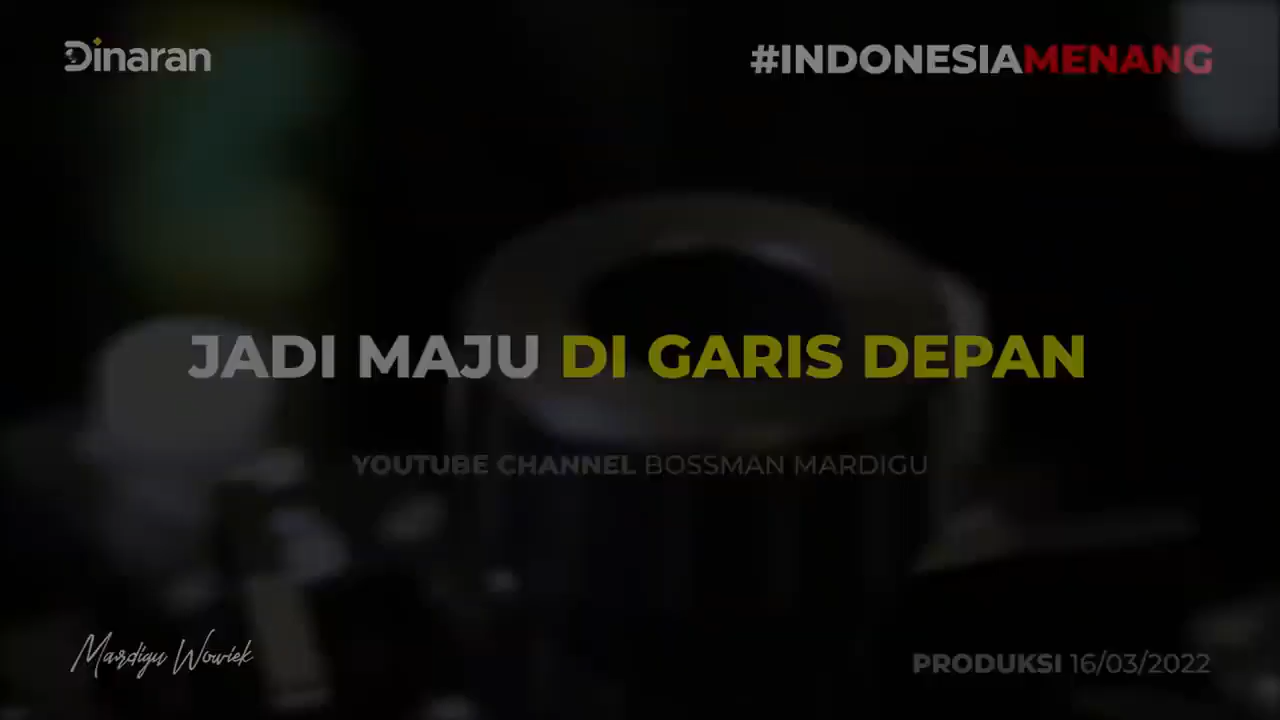 Dinaran
#INDONESIAMENANG
JADI MAJU DI GARIS DEPAN
YOUTUBE CHANNEL BOSSMAN MARDIGU
Mardigu Wowiek
PRODUKSI 16/03/2022